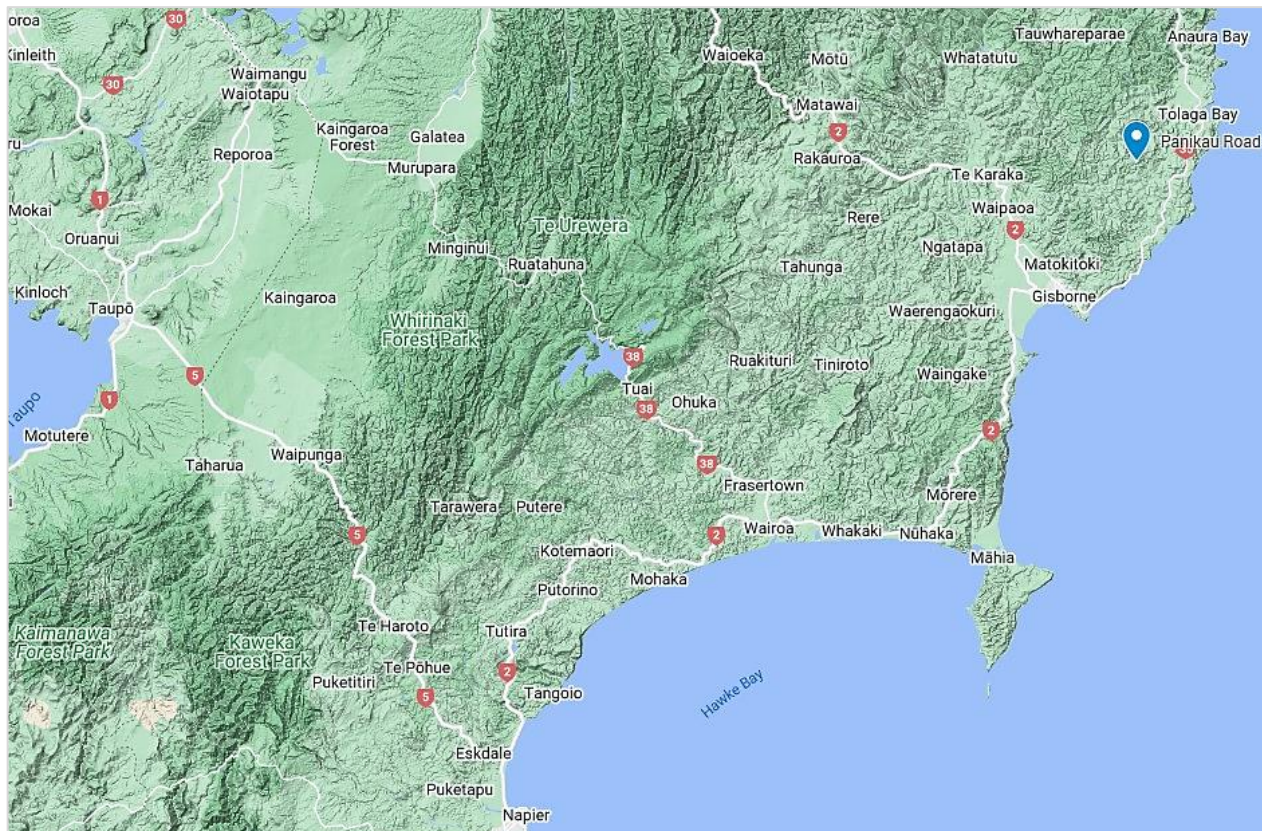 oroa
30
Kinleith
30
Waimangu
Waiotapu
Kaingaroa
Forest
Galatea
Murupara
ru
Reporoa
1
Mokai
Oruanui
Kinloch
Taupō
Kaingaroa
Minginui
Ruatahuna
Te Urewera
Whirinaki
Forest Park
Waioeka
Mōtū
Matawai
2
Rakauroa
Whatatutu
Tauwhareparae
Anaura Bay
Tolaga Bay
Panikau Road
35
Te Karaka
Waipaoa
2
Rere
Ngatapa
Matokitoki
Gisborne
Tahunga
Waerengaokuri
Ruakituri
Tiniroto
Waingake
38
Tuai
38
Ohuka
38
Frasertown
2
Mōrere
Taupo
1
Motutere
5
Taharua
Waipunga
5
Tarawera
Putere
Kotemaori
2
Wairoa
Whakaki
Nūhaka
Māhia
Mohaka
Putorino
Te Haroto
Tutira
Kaimanawa
Forest Park
Kaweka
Forest Park
Te Pōhue
Puketitiri
5
2
Tangoio
Hawke Bay
Eskdale
Puketapu
Napier